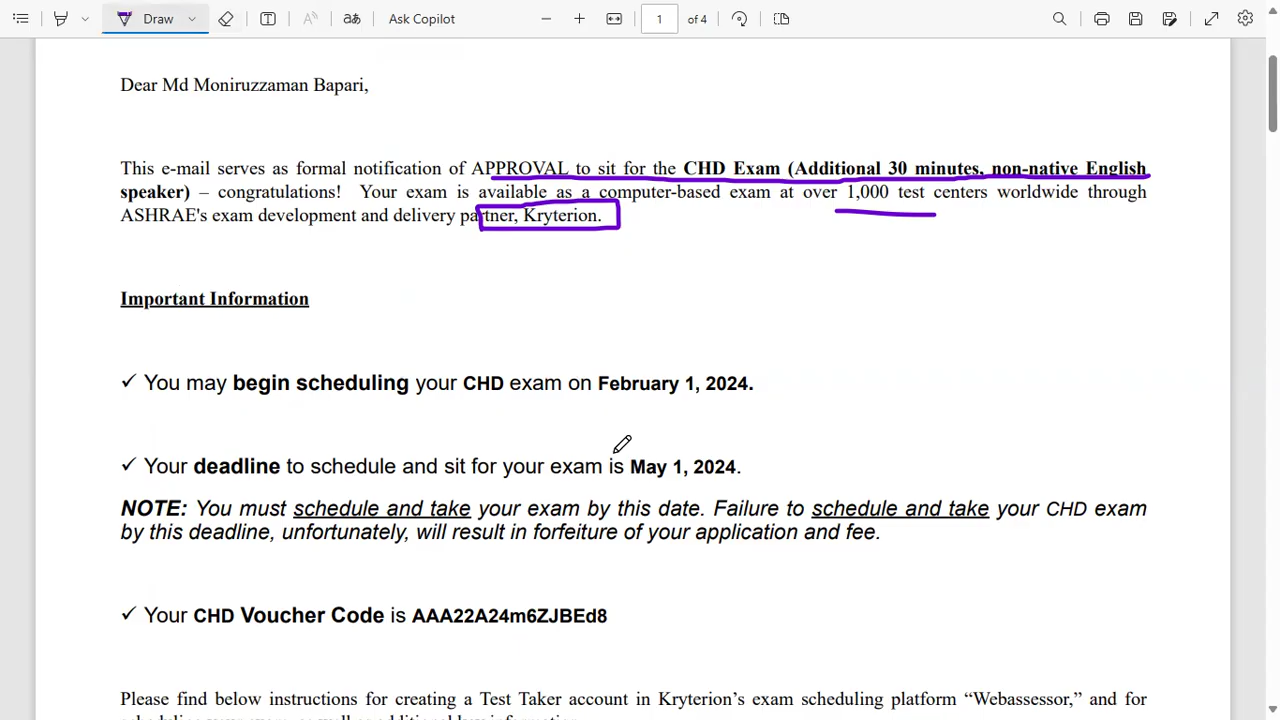 Draw
Ask Copilot
1 of 4
Dear Md Moniruzzaman Bapari,
This e-mail serves as formal notification of APPROVAL to sit for the CHD Exam (Additional 30 minutes, non-native English
speaker) – congratulations! Your exam is available as a computer-based exam at over 1,000 test centers worldwide through
ASHRAE's exam development and delivery partner, Kryterion.
Important Information
✓ You may begin scheduling your CHD exam on February 1, 2024.
✓ Your deadline to schedule and sit for your exam is May 1, 2024.
NOTE: You must schedule and take your exam by this date. Failure to schedule and take your CHD exam
by this deadline, unfortunately, will result in forfeiture of your application and fee.
✓ Your CHD Voucher Code is AAA22A24m6ZJBEd8
Please find below instructions for creating a Test Taker account in Kryterion’s exam scheduling platform “Webassessor,” and for